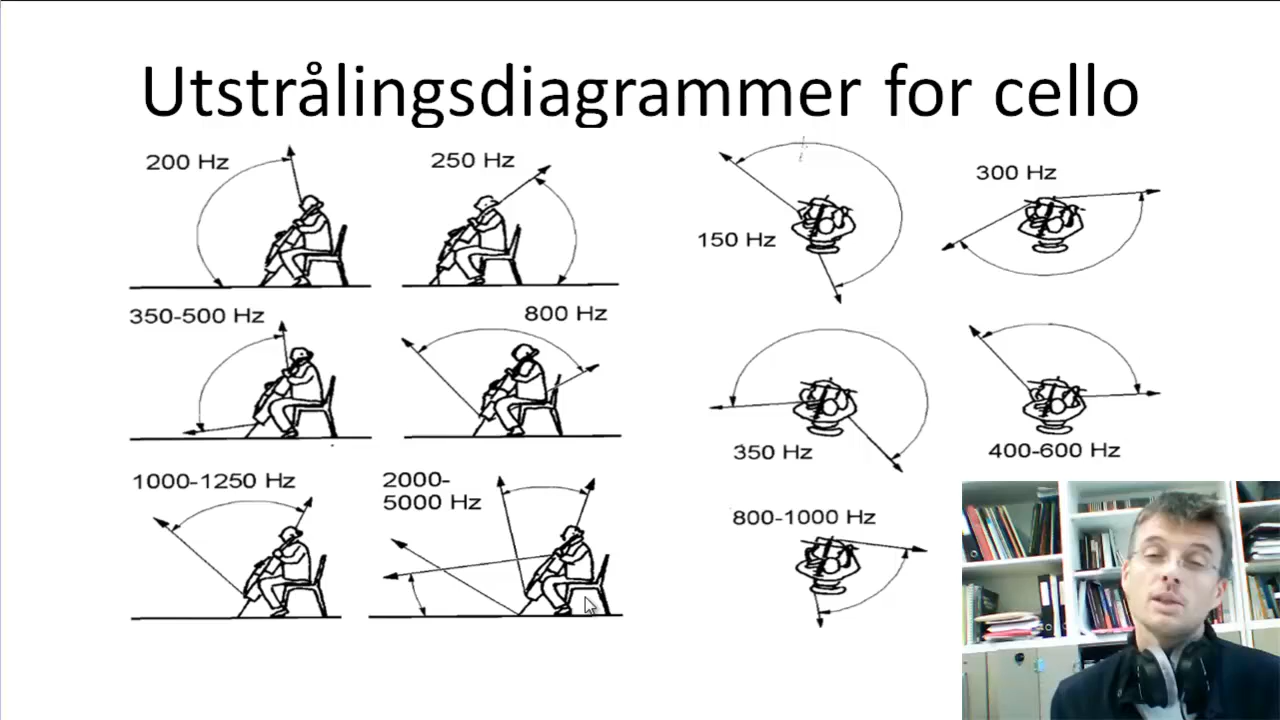 Utstrålingsdiagrammer for cello
200 Hz
250 Hz
150 Hz
300 Hz
350-500 Hz
800 Hz
350 Hz
400-600 Hz
1000-1250 Hz
2000-
5000 Hz
800-1000 Hz